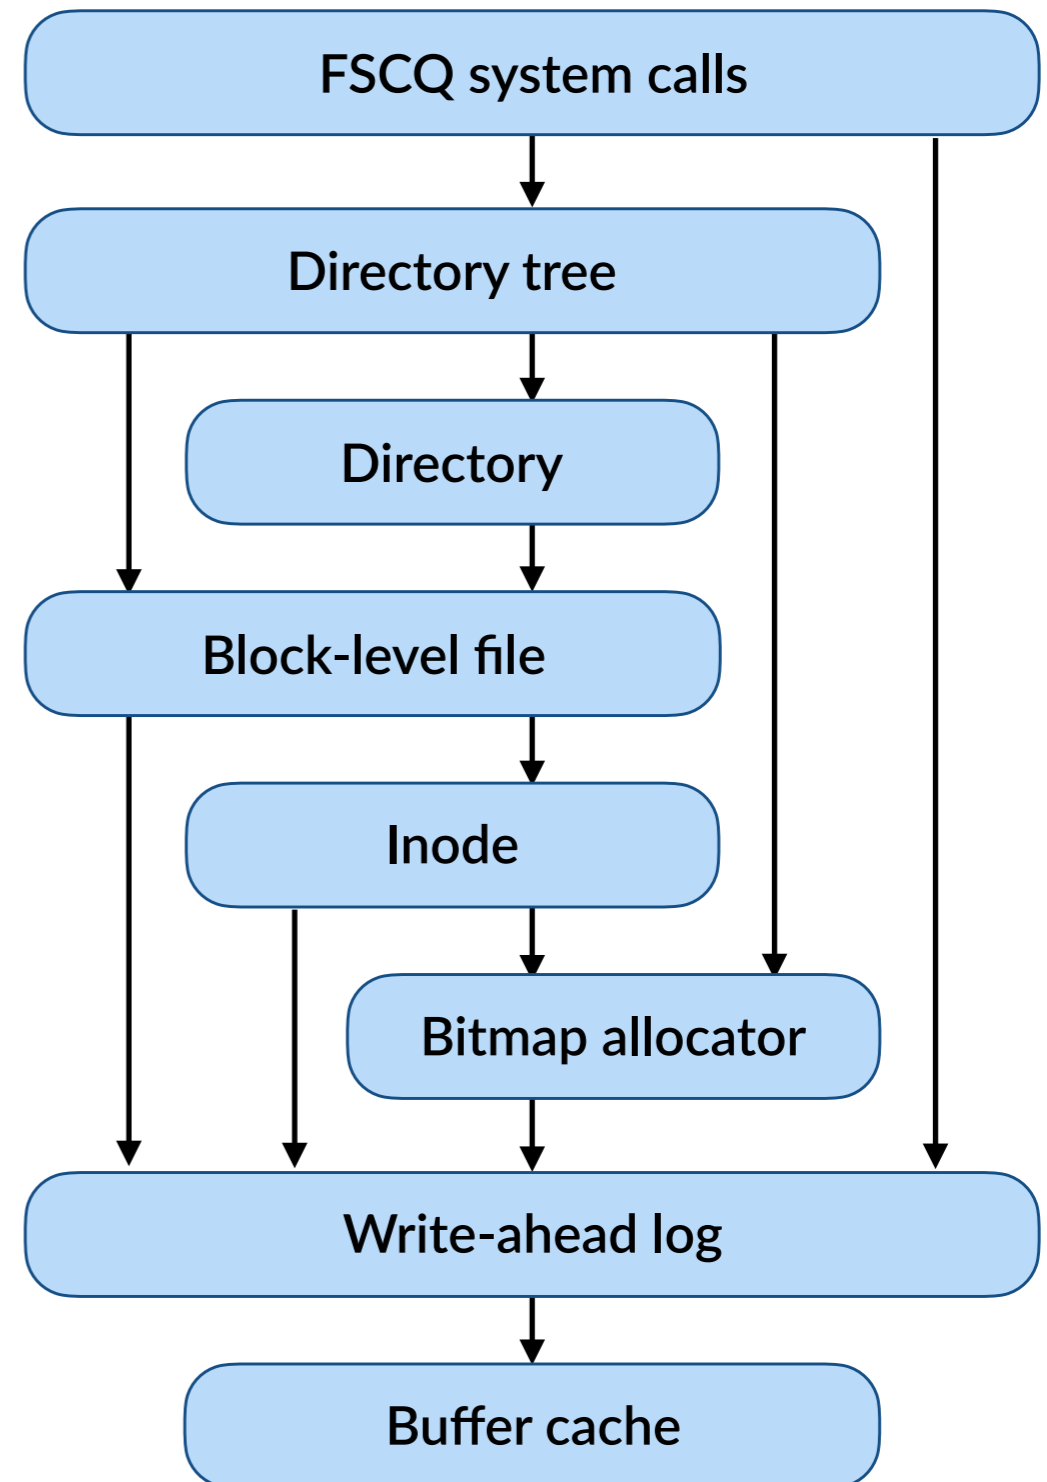 FSCQ system calls
Directory tree
Directory
Block-level file
Inode
Bitmap allocator
Write-ahead log
Buffer cache